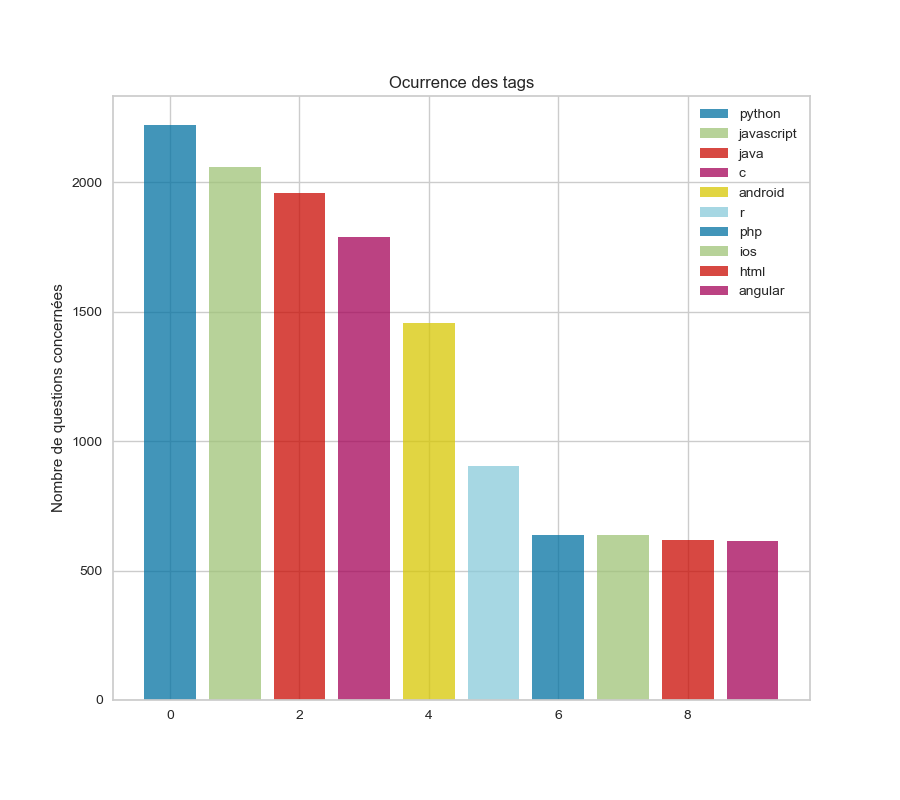 Ocurrence des tags
python
javascript
java
c
android
r
php
ios
html
angular
Nombre de questions concernées
2000
1500
1000
500
0
0 2 4 6 8